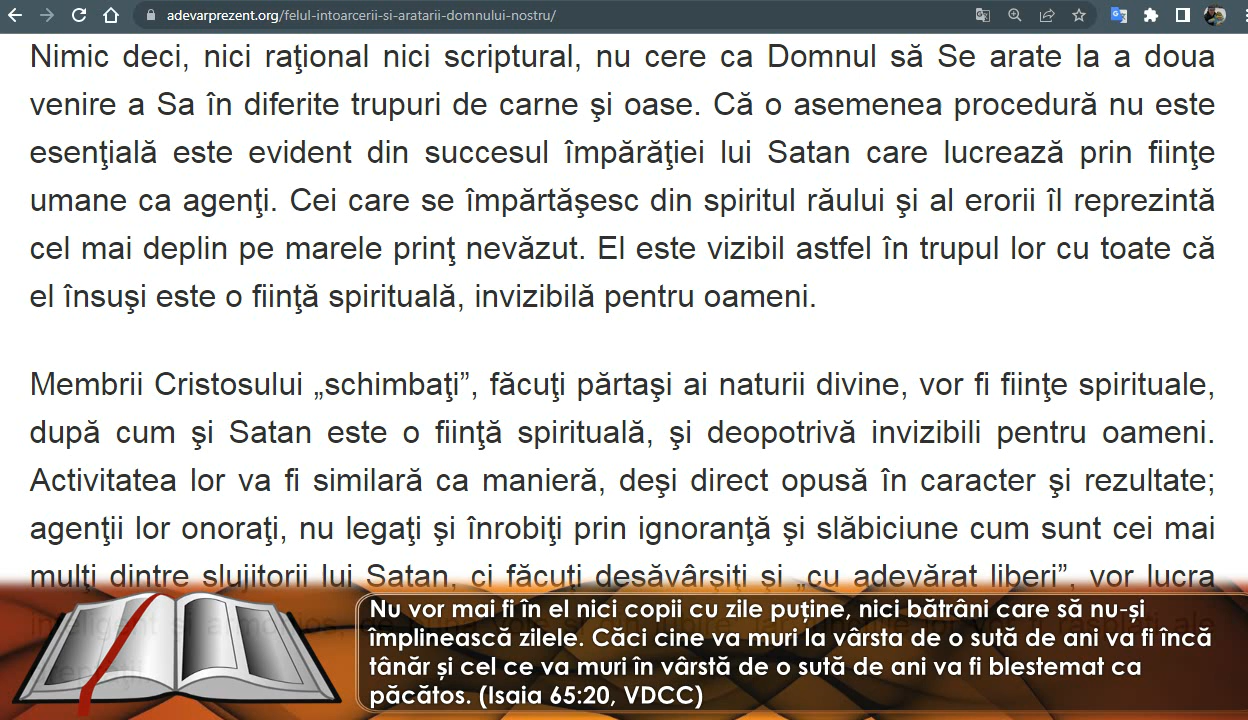 adevarprezent.org/felul-intoarcerii-si-aratarii-domnului-nostru/
Nimic deci, nici raţional nici scriptural, nu cere ca Domnul să Se arate la a doua
venire a Sa în diferite trupuri de carne şi oase. Că o asemenea procedură nu este
esenţială este evident din succesul împărăţiei lui Satan care lucrează prin fiinţe
umane ca agenţi. Cei care se împărtăşesc din spiritul răului şi al erorii îl reprezintă
cel mai deplin pe marele prinţ nevăzut. El este vizibil astfel în trupul lor cu toate că
el însuşi este o fiinţă spirituală, invizibilă pentru oameni.
Membrii Cristosului „schimbaţi”, făcuţi părtaşi ai naturii divine, vor fi fiinţe spirituale,
după cum şi Satan este o fiinţă spirituală, şi deopotrivă invizibili pentru oameni.
Activitatea lor va fi similară ca manieră, deşi direct opusă în caracter şi rezultate;
agenţii lor onoraţi, nu legaţi şi înrobiţi prin ignoranţă şi slăbiciune cum sunt cei mai
mulţi dintre slujitorii lui Satan, ci făcuţi desăvârşiţi şi „cu adevărat liberi”, vor lucra
Nu vor mai fi în el nici copii cu zile puține, nici bătrâni care să nu-și
împlinească zilele. Căci cine va muri la vârsta de o sută de ani va fi încă
tânăr și cel ce va muri în vârstă de o sută de ani va fi blestemat ca
păcătos. (Isaia 65:20, VDCC)